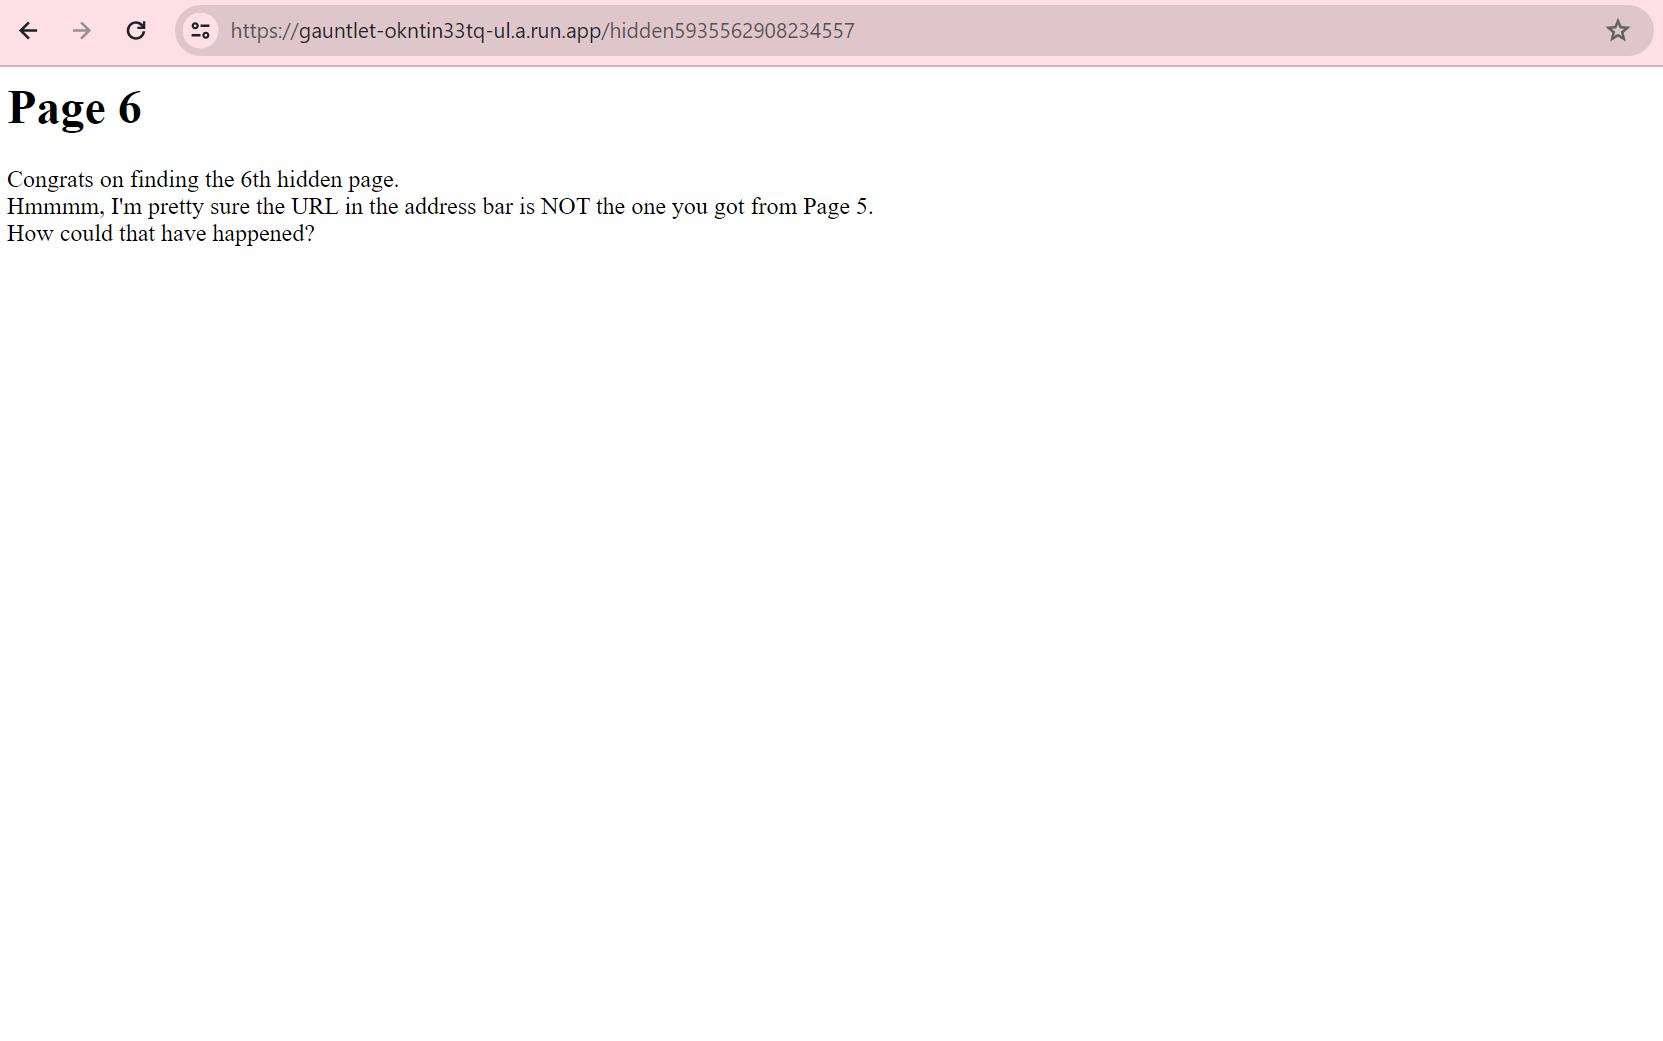 https://gauntlet-okntin33tq-ul.a.run.app/hidden5935562908234557
Page 6
Congrats on finding the 6th hidden page.
Hmmmm, I'm pretty sure the URL in the address bar is NOT the one you got from Page 5.
How could that have happened?